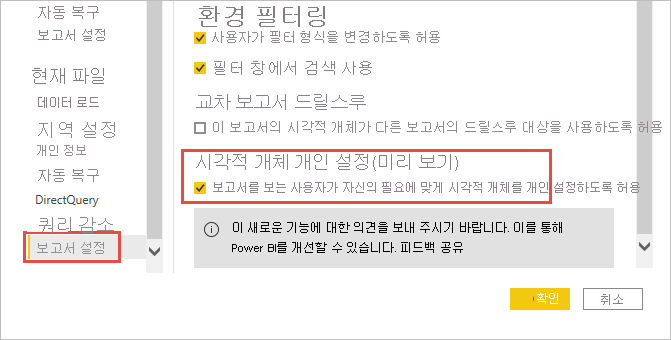 자동 복구
보고서 설정
현재 파일
데이터 로드
지역 설정
개인 정보
자동 복구
DirectQuery
쿼리 감소
보고서 설정
환경 필터링
사용자가 필터 형식을 변경하도록 허용
필터 창에서 검색 사용
교차 보고서 드릴스루
이 보고서의 시각적 개체가 다른 보고서의 드릴스루 대상을 사용하도록 허용
시각적 개체 개인 설정(미리 보기)
보고서를 보는 사용자가 자신의 필요에 맞게 시각적 개체를 개인 설정하도록 허용
이 새로운 기능에 대한 의견을 보내 주시기 바랍니다. 이를 통해
Power BI를 개선할 수 있습니다. 피드백 공유
확인
취소